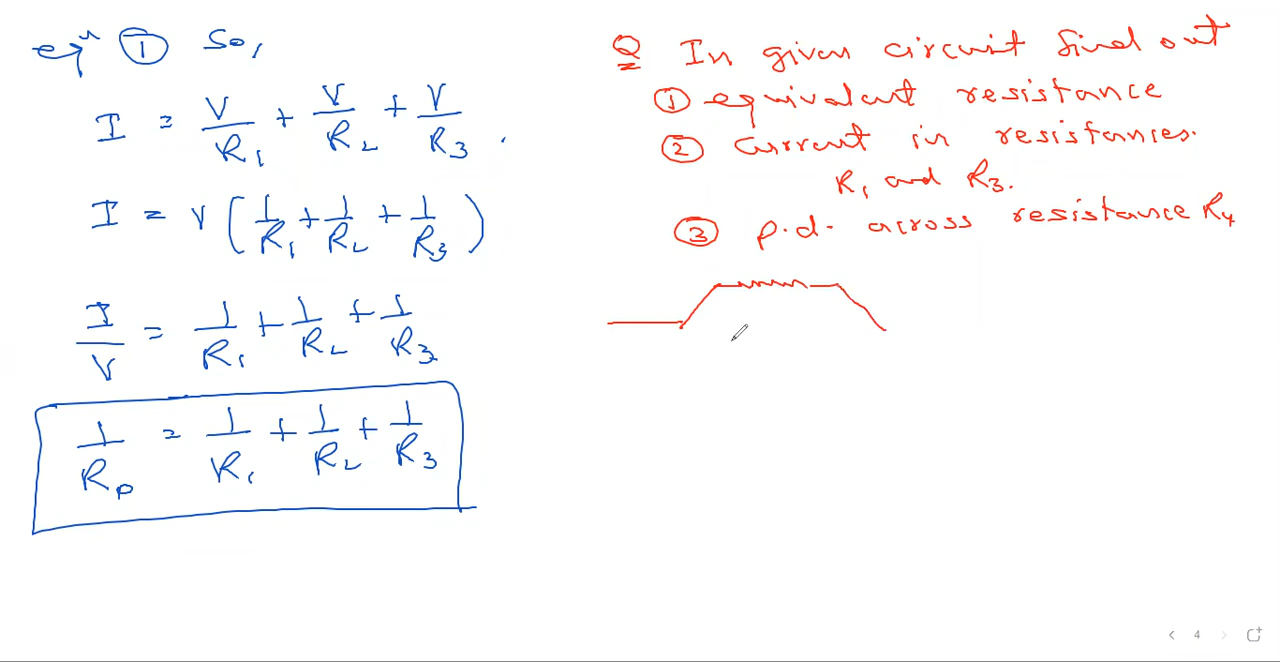 eqⁿ ① So,
I = V/R₁ + V/R₂ + V/R₃ .
I = V ( 1/R₁ + 1/R₂ + 1/R₃ )
I/V = 1/R₁ + 1/R₂ + 1/R₃
1/Rₚ = 1/R₁ + 1/R₂ + 1/R₃
Q In given circuit find out
① equivalent resistance
② current in resistances.
R₁ and R₃.
③ p.d. across resistance R₄
< 4 >